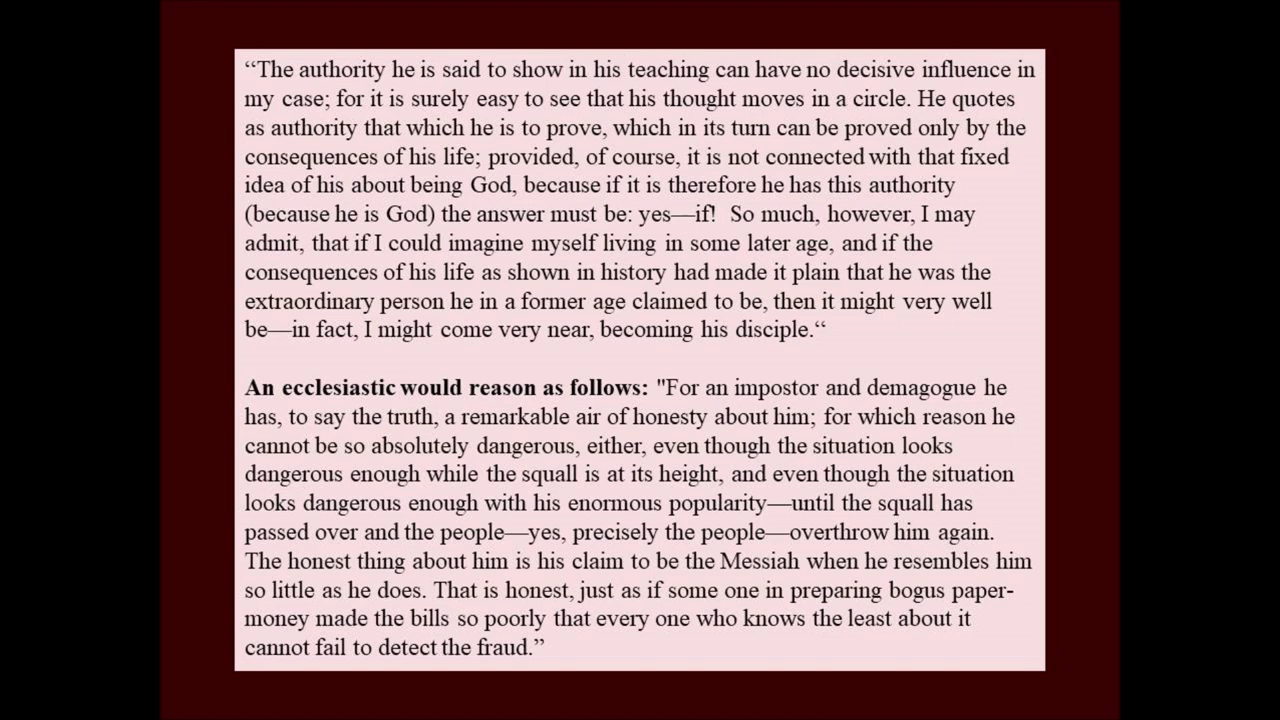 “The authority he is said to show in his teaching can have no decisive influence in
my case; for it is surely easy to see that his thought moves in a circle. He quotes
as authority that which he is to prove, which in its turn can be proved only by the
consequences of his life; provided, of course, it is not connected with that fixed
idea of his about being God, because if it is therefore he has this authority
(because he is God) the answer must be: yes—if!  So much, however, I may
admit, that if I could imagine myself living in some later age, and if the
consequences of his life as shown in history had made it plain that he was the
extraordinary person he in a former age claimed to be, then it might very well
be—in fact, I might come very near, becoming his disciple.“
An ecclesiastic would reason as follows: "For an impostor and demagogue he
has, to say the truth, a remarkable air of honesty about him; for which reason he
cannot be so absolutely dangerous, either, even though the situation looks
dangerous enough while the squall is at its height, and even though the situation
looks dangerous enough with his enormous popularity—until the squall has
passed over and the people—yes, precisely the people—overthrow him again.
The honest thing about him is his claim to be the Messiah when he resembles him
so little as he does. That is honest, just as if some one in preparing bogus paper-
money made the bills so poorly that every one who knows the least about it
cannot fail to detect the fraud.”